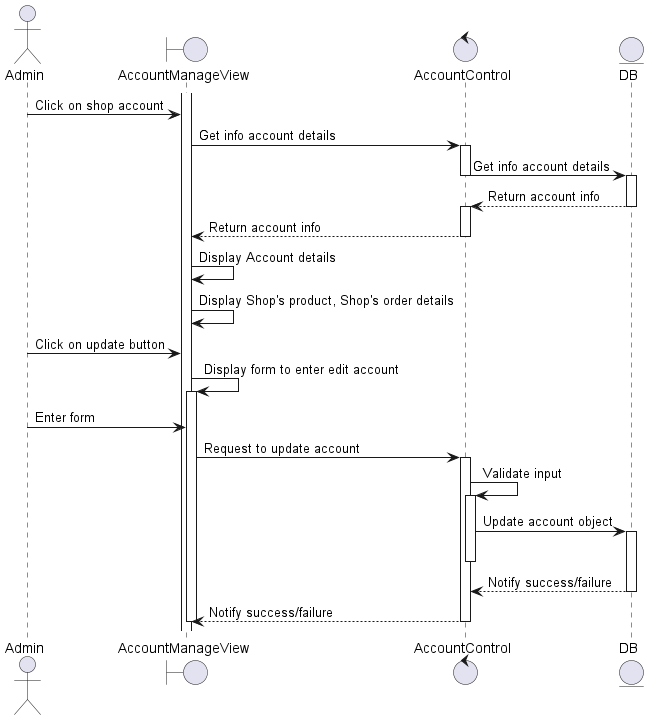 Admin
AccountManageView
AccountControl
DB
Click on shop account
Get info account details
Get info account details
Return account info
Return account info
Display Account details
Display Shop's product, Shop's order details
Click on update button
Display form to enter edit account
Enter form
Request to update account
Validate input
Update account object
Notify success/failure
Notify success/failure
Admin
AccountManageView
AccountControl
DB